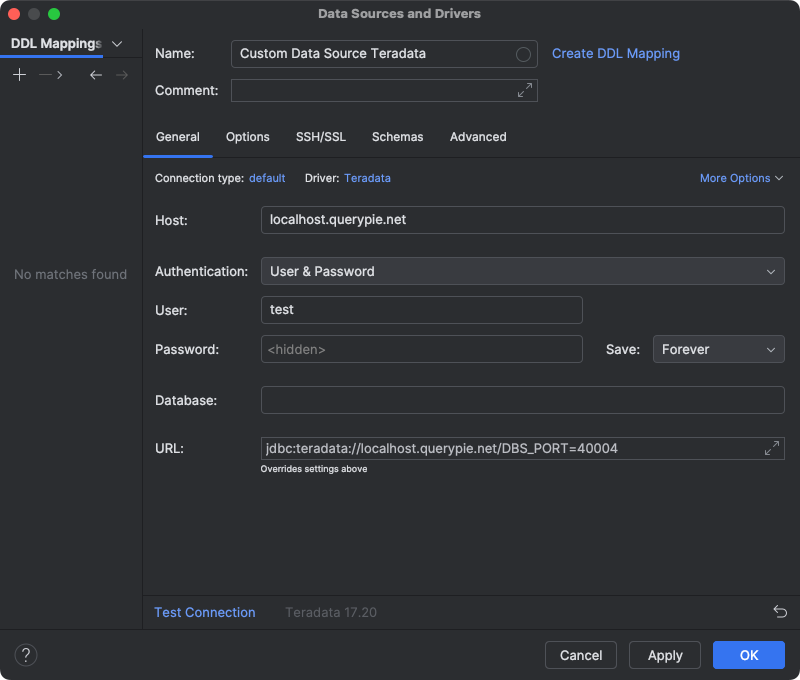 Data Sources and Drivers
DDL Mappings
Name: Custom Data Source Teradata Create DDL Mapping
Comment:
General Options SSH/SSL Schemas Advanced
Connection type: default Driver: Teradata More Options
Host: localhost.querypie.net
No matches found
Authentication: User & Password
User: test
Password: <hidden> Save: Forever
Database:
URL: jdbc:teradata://localhost.querypie.net/DBS_PORT=40004
Overrides settings above
Test Connection Teradata 17.20
? Cancel Apply OK